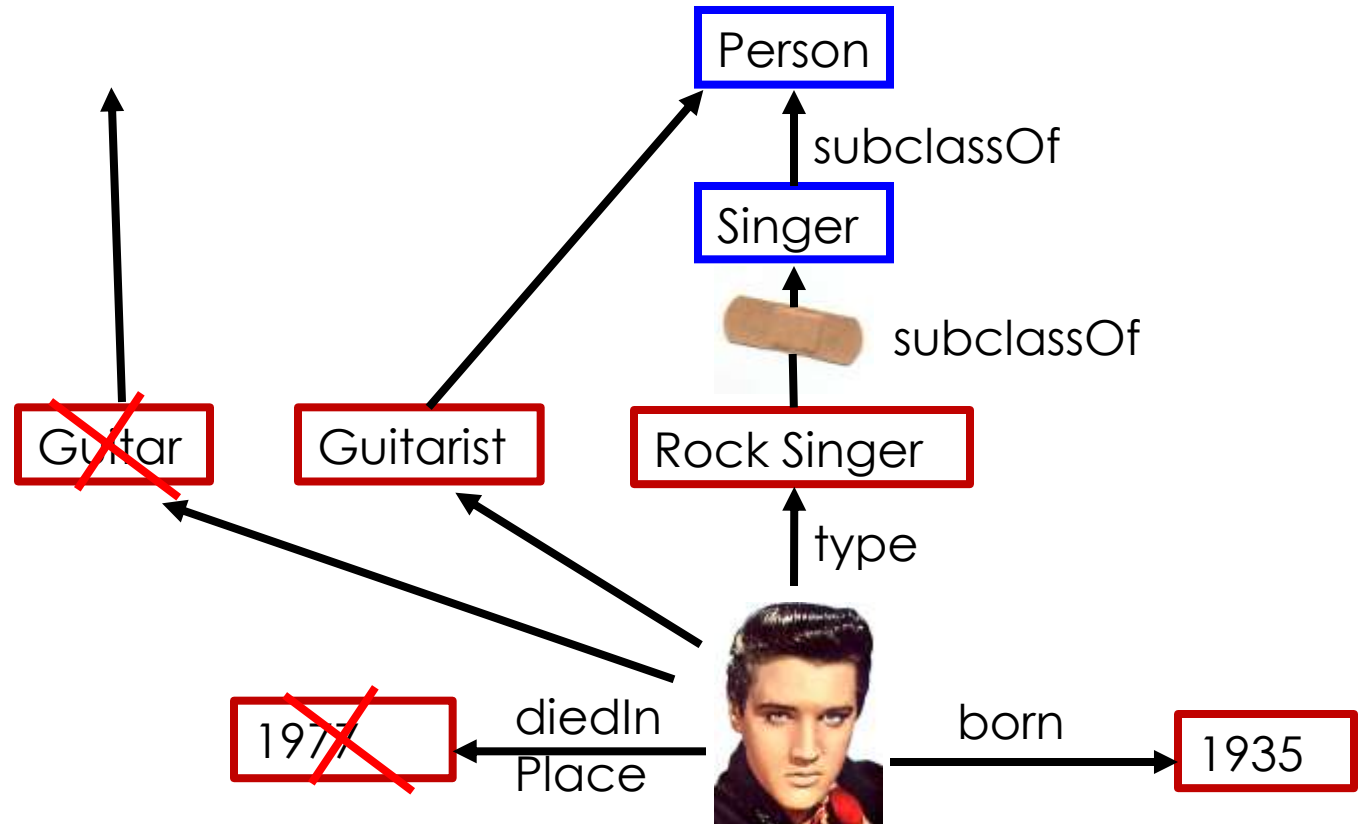 Person
subclassOf
Singer
subclassOf
Guitar
Guitarist
Rock Singer
type
1977
diedIn
Place
born
1935